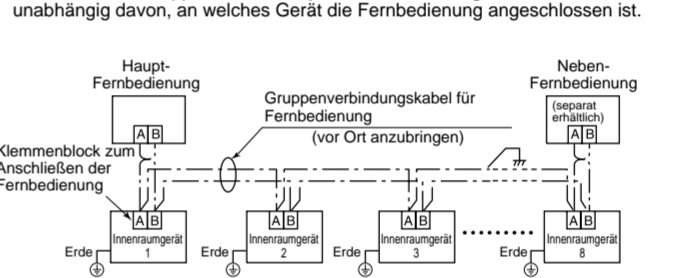 unabhängig davon, an welches Gerät die Fernbedienung angeschlossen ist.
Haupt-
Fernbedienung
Neben-
Fernbedienung
(separat
erhältlich)
Gruppenverbindungskabel für
Fernbedienung
(vor Ort anzubringen)
A B
A B
Klemmenblock zum
Anschließen der
Fernbedienung
A B
A B
A B
A B
Innenraumgerät
1
Innenraumgerät
2
Innenraumgerät
3
Innenraumgerät
8
Erde
Erde
Erde
Erde